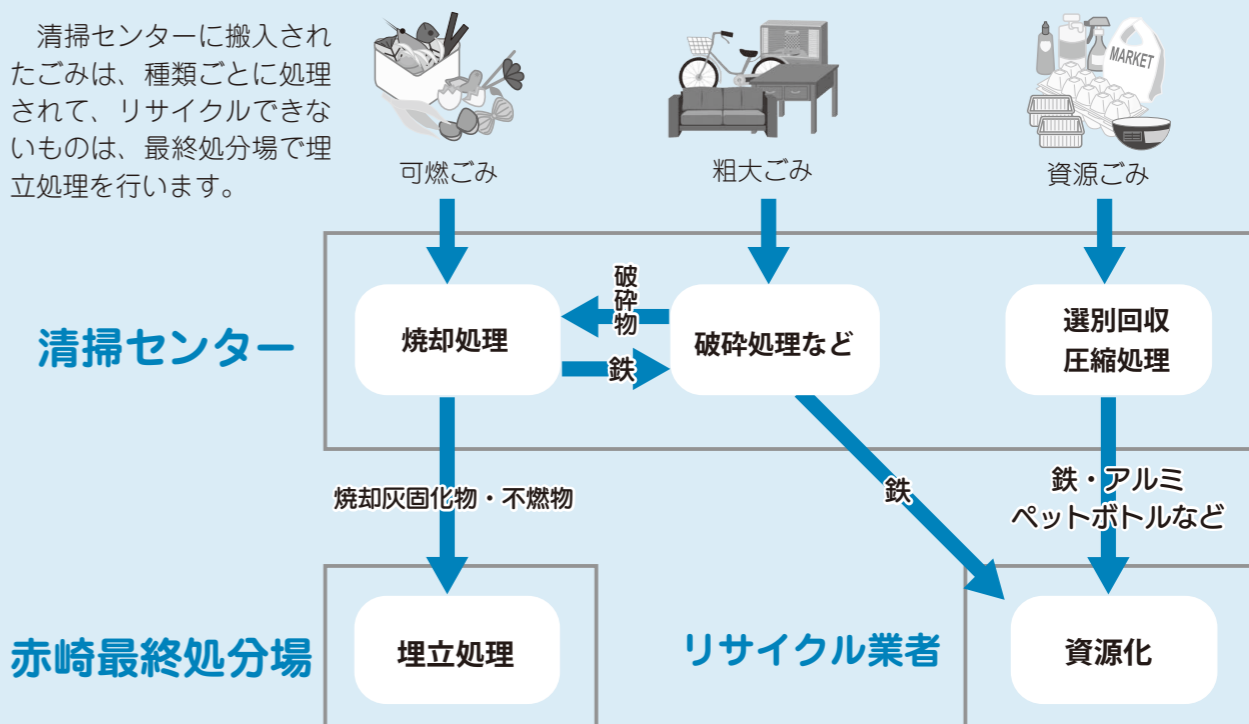 清掃センターに搬入され
たごみは、種類ごとに処理
されて、リサイクルできな
いものは、最終処分場で埋
立処理を行います。
MARKET
可燃ごみ
粗大ごみ
資源ごみ
清掃センター
焼却処理
破砕物
鉄
破砕処理など
選別回収
圧縮処理
焼却灰固化物・不燃物
鉄
鉄・アルミ
ペットボトルなど
赤崎最終処分場
埋立処理
リサイクル業者
資源化